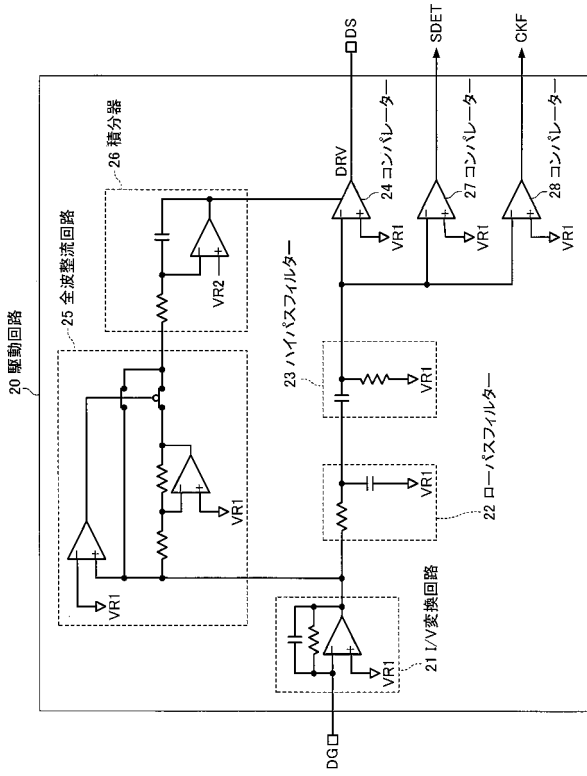 20 駆動回路
25 全波整流回路
26 積分器
VR1
VR1
VR2
DG
21 I/V変換回路
VR1
22 ローパスフィルター
VR1
23 ハイパスフィルター
VR1
DRV
DS
24 コンパレーター
VR1
SDET
27 コンパレーター
VR1
CKF
28 コンパレーター
VR1